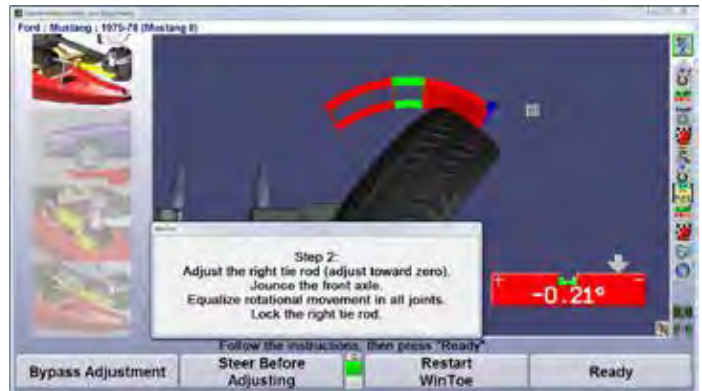 Ford : Mustang : 1975-78 (Mustang II)
Step 2:
Adjust the right tie rod (adjust toward zero).
Jounce the front axle.
Equalize rotational movement in all joints.
Lock the right tie rod.
+ −
-0.21°
Follow the instructions, then press "Ready"
Bypass Adjustment
Steer Before
Adjusting
Restart
WinToe
Ready